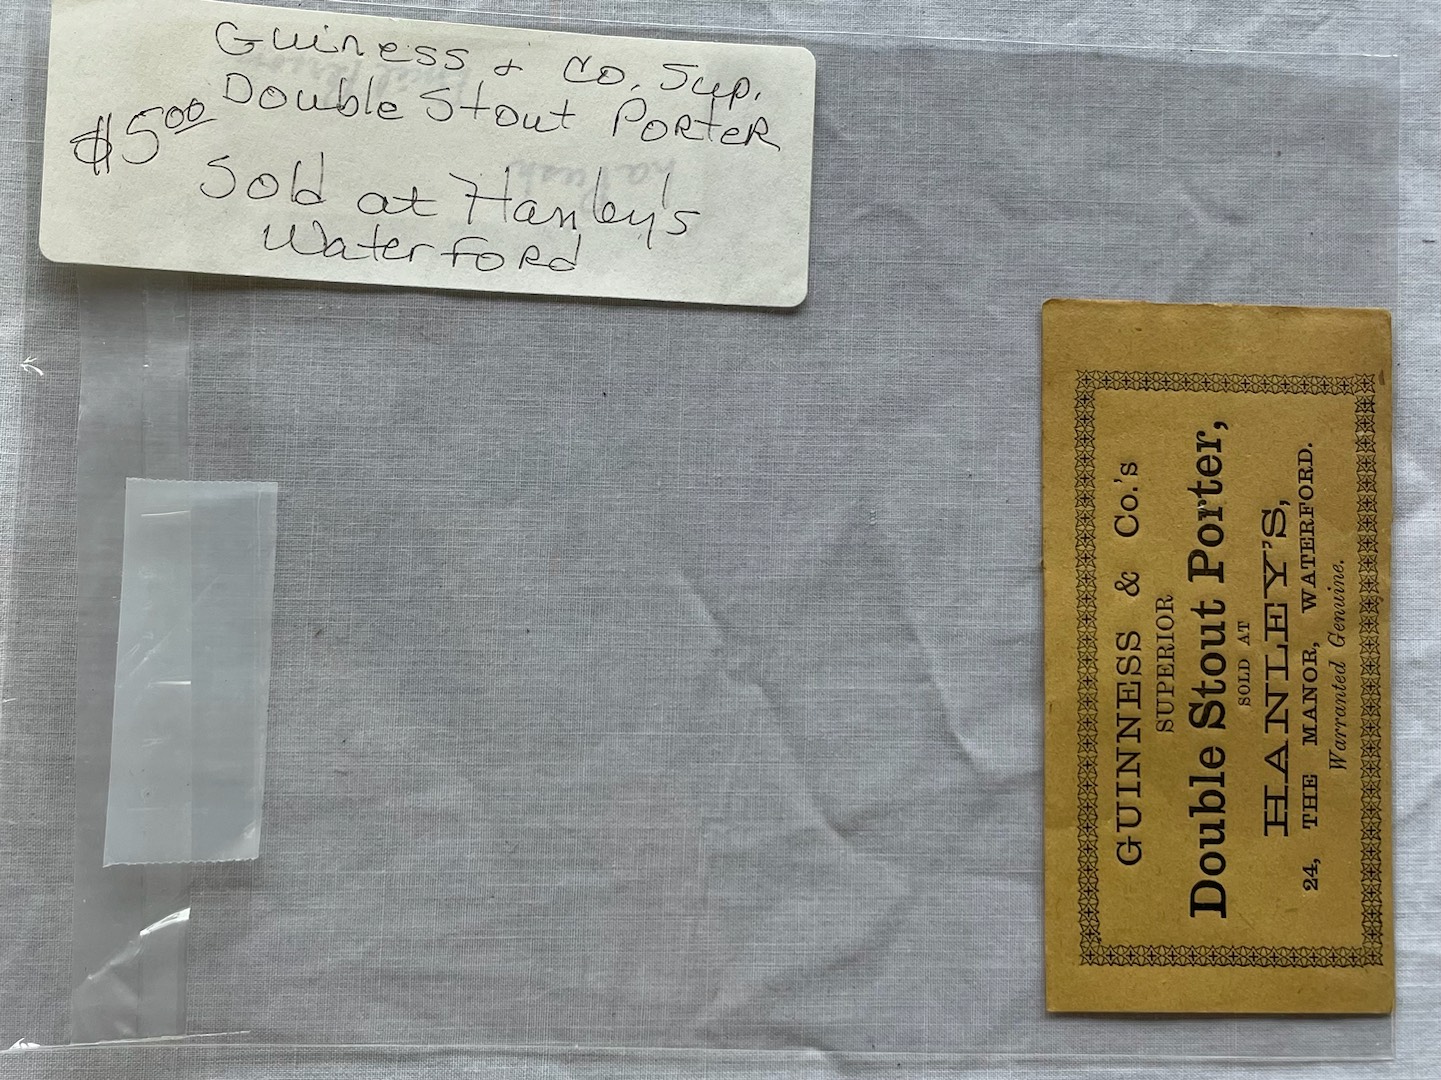 Guiness & Co. Sup.
Double Stout Porter
$5.00
Sold at Hanley's
Waterford
GUINNESS & Co.'s
SUPERIOR
Double Stout Porter,
SOLD AT
HANLEY'S,
24, THE MANOR, WATERFORD.
Warranted Genuine.